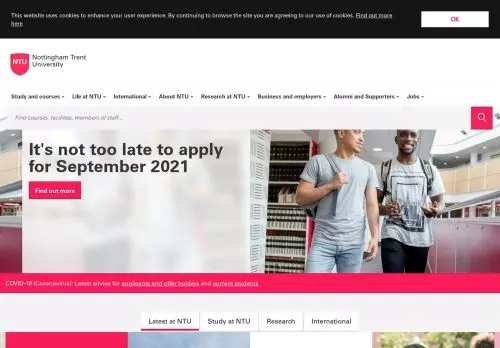 This website uses cookies to enhance your user experience. By continuing to browse the site you are agreeing to our use of cookies. Find out more
here
OK
NTU
Nottingham Trent
University
Study and courses
Life at NTU
International
About NTU
Research at NTU
Business and employers
Alumni and Supporters
Jobs
Find courses, facilities, members of staff...
It's not too late to apply
for September 2021
Find out more
COVID-19 (Coronavirus): Latest advice for applicants and offer holders and current students
Latest at NTU
Study at NTU
Research
International